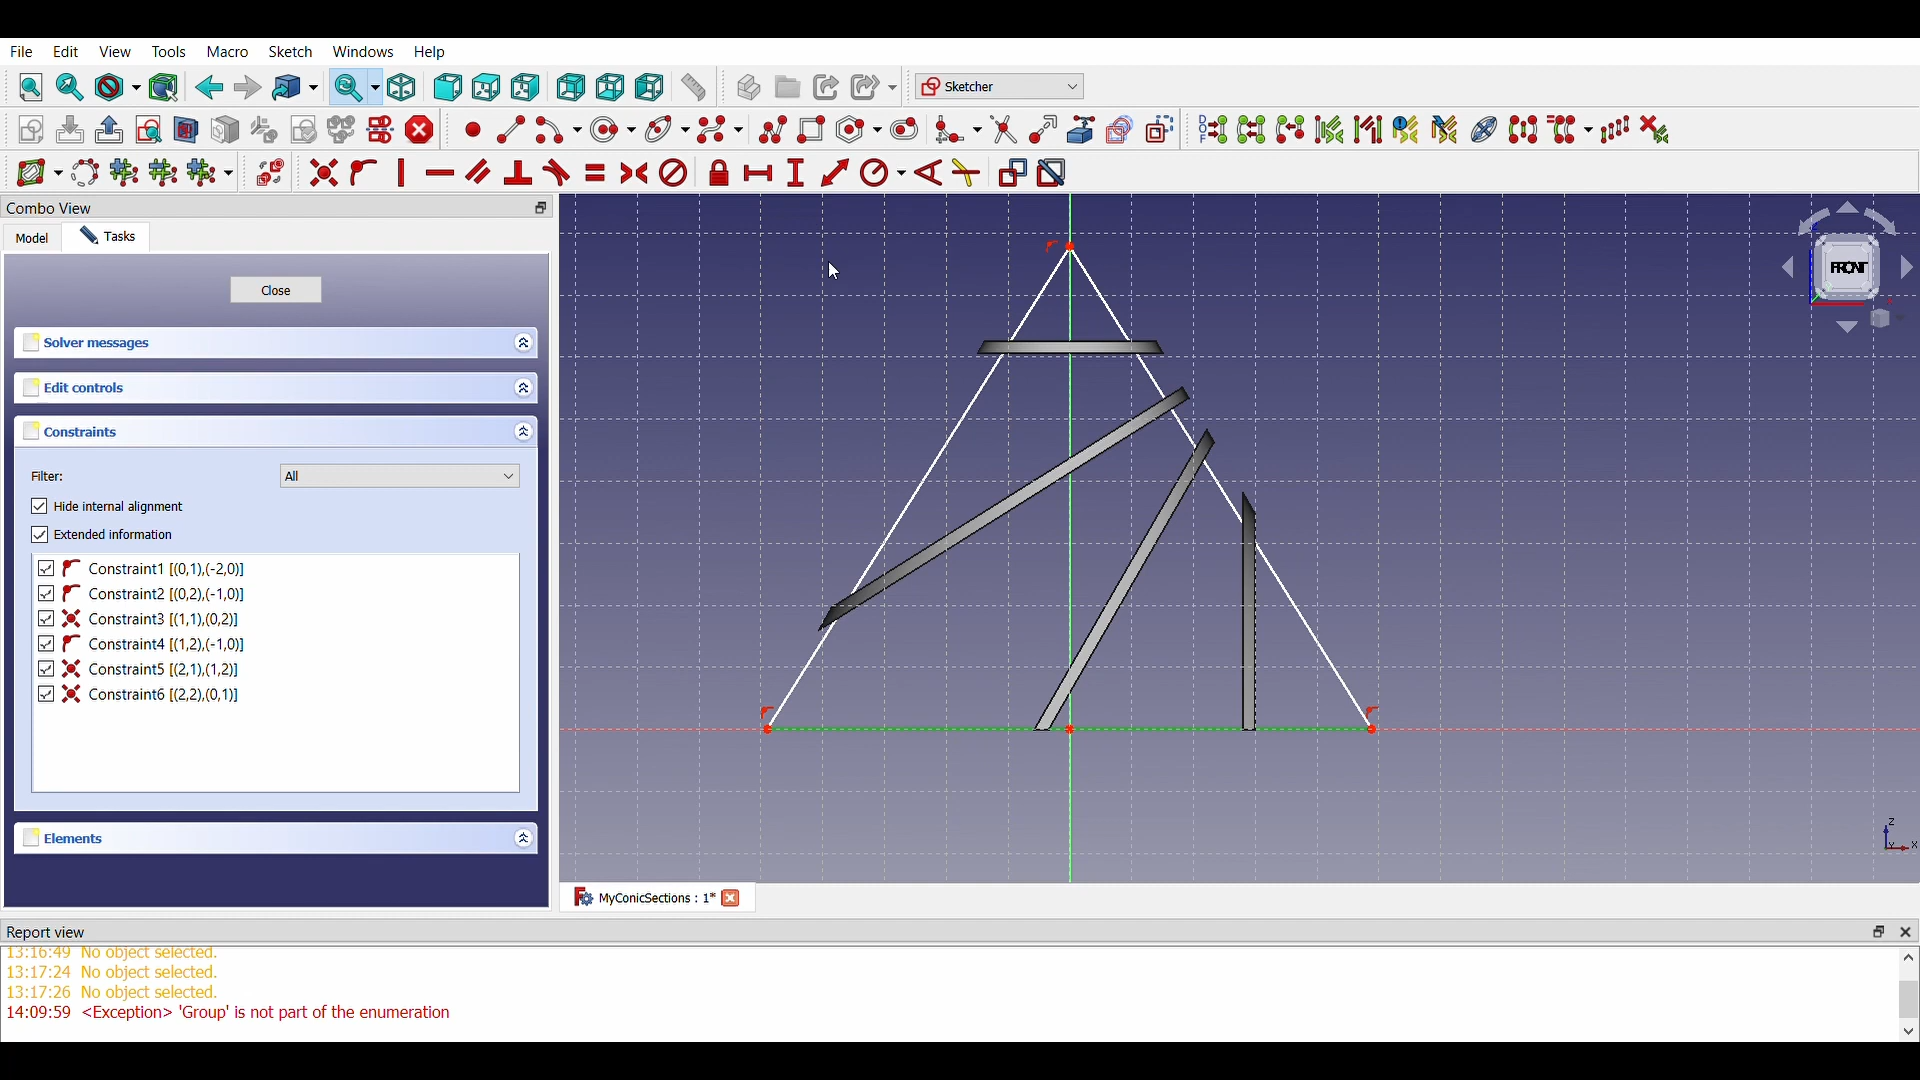 File Edit View Tools Macro Sketch Windows Help
Sketcher
Combo View
Model Tasks
Close
Solver messages
Edit controls
Constraints
Filter: All
Hide internal alignment
Extended information
Constraint1 [(0,1),(-2,0)]
Constraint2 [(0,2),(-1,0)]
Constraint3 [(1,1),(0,2)]
Constraint4 [(1,2),(-1,0)]
Constraint5 [(2,1),(1,2)]
Constraint6 [(2,2),(0,1)]
Elements
FRONT
Z
Y X
MyConicSections : 1*
Report view
13:16:49 No object selected.
13:17:24 No object selected.
13:17:26 No object selected.
14:09:59 <Exception> 'Group' is not part of the enumeration